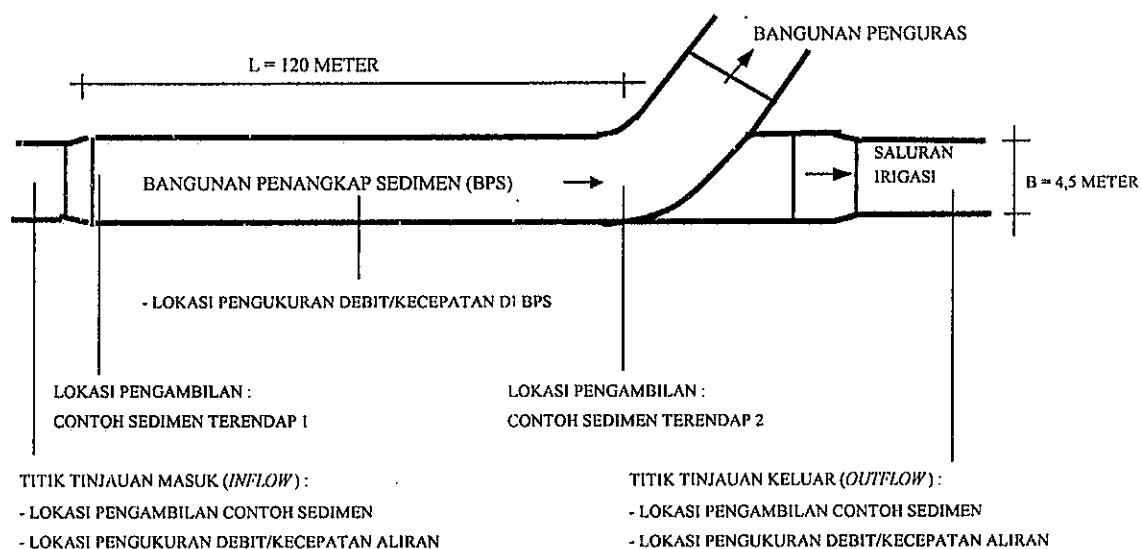 BANGUNAN PENGURAS
L = 120 METER
BANGUNAN PENANGKAP SEDIMEN (BPS)
SALURAN
IRIGASI
B = 4,5 METER
- LOKASI PENGUKURAN DEBIT/KECEPATAN DI BPS
LOKASI PENGAMBILAN :
CONTOH SEDIMEN TERENDAP 1
LOKASI PENGAMBILAN :
CONTOH SEDIMEN TERENDAP 2
TITIK TINJAUAN MASUK (INFLOW) :
- LOKASI PENGAMBILAN CONTOH SEDIMEN
- LOKASI PENGUKURAN DEBIT/KECEPATAN ALIRAN
TITIK TINJAUAN KELUAR (OUTFLOW) :
- LOKASI PENGAMBILAN CONTOH SEDIMEN
- LOKASI PENGUKURAN DEBIT/KECEPATAN ALIRAN